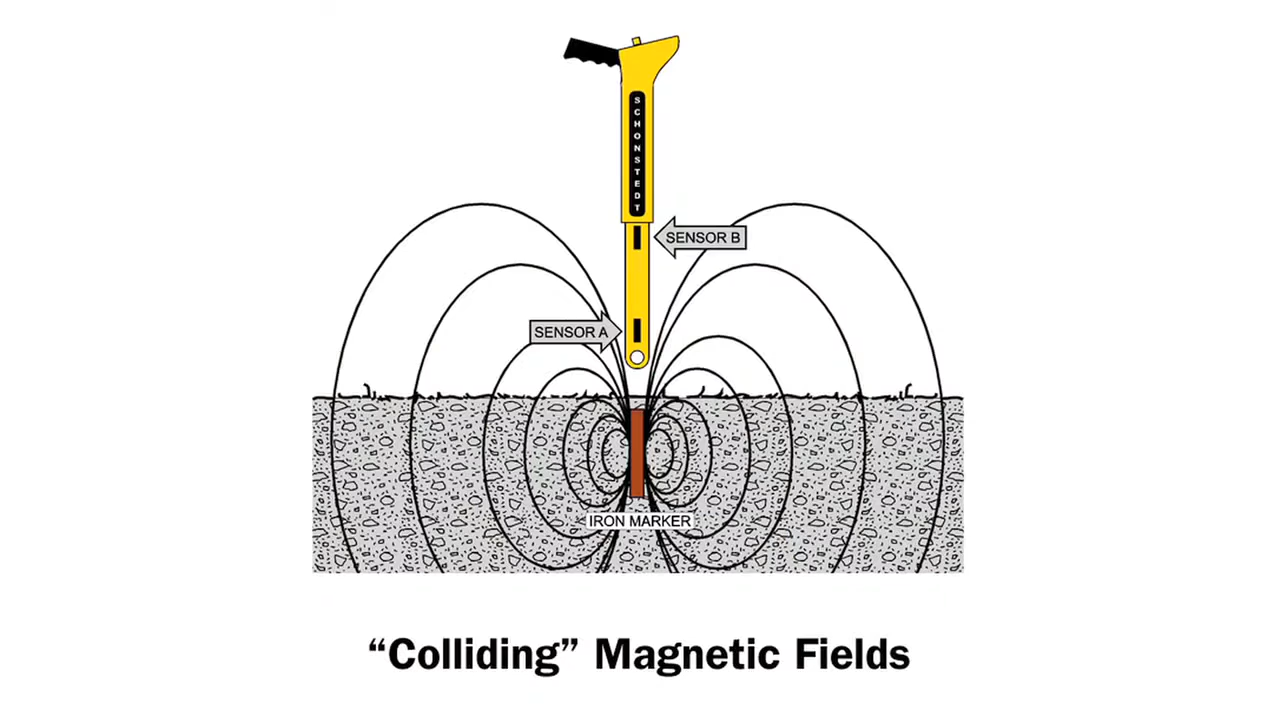 SCHONSTEDT
SENSOR B
SENSOR A
IRON MARKER
“Colliding” Magnetic Fields